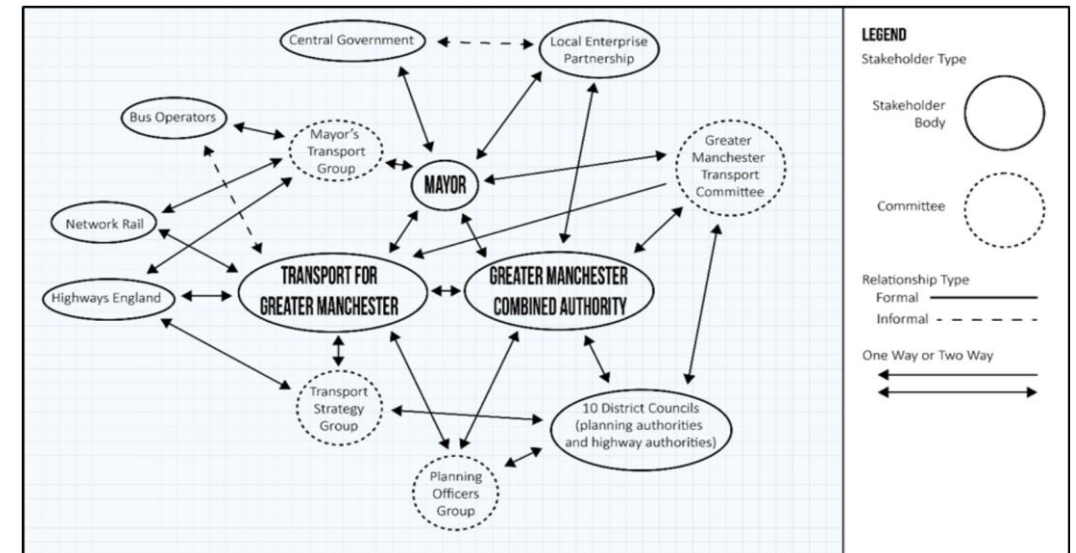 Central Government
Local Enterprise
Partnership
Bus Operators
Mayor's
Transport
Group
MAYOR
Greater
Manchester
Transport
Committee
Network Rail
Highways England
TRANSPORT FOR
GREATER MANCHESTER
GREATER MANCHESTER
COMBINED AUTHORITY
Transport
Strategy
Group
10 District Councils
(planning authorities
and highway authorities)
Planning
Officers
Group
LEGEND
Stakeholder Type
Stakeholder
Body
Committee
Relationship Type
Formal
Informal
One Way or Two Way